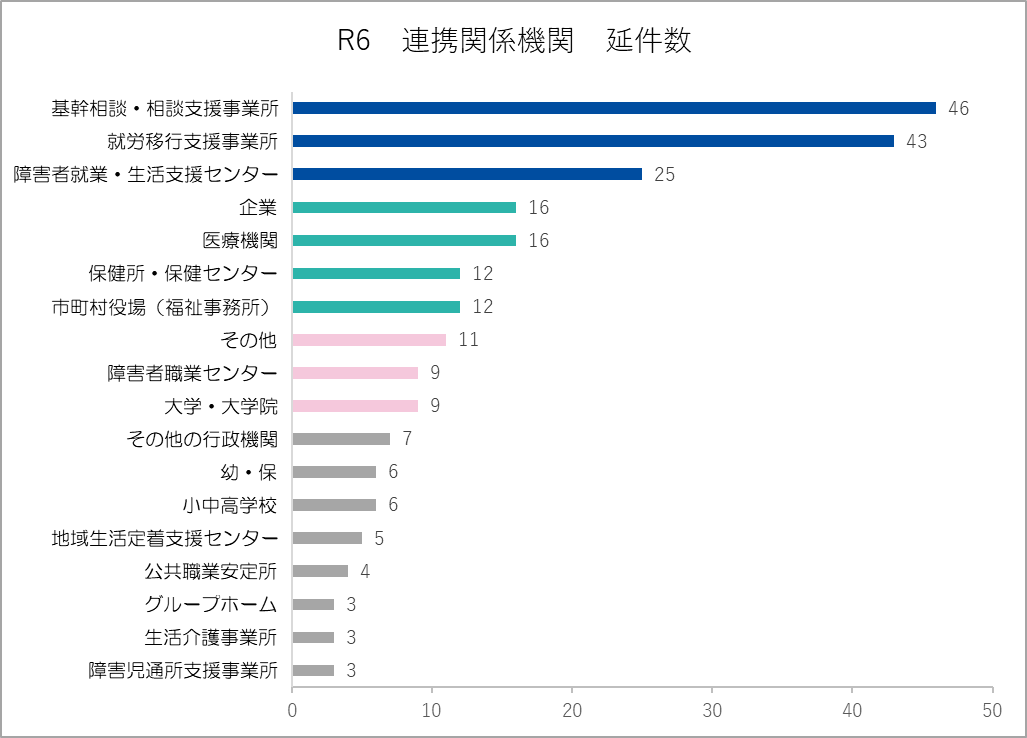 R6　連携関係機関　延件数
基幹相談・相談支援事業所 46
就労移行支援事業所 43
障害者就業・生活支援センター 25
企業 16
医療機関 16
保健所・保健センター 12
市町村役場（福祉事務所） 12
その他 11
障害者職業センター 9
大学・大学院 9
その他の行政機関 7
幼・保 6
小中高学校 6
地域生活定着支援センター 5
公共職業安定所 4
グループホーム 3
生活介護事業所 3
障害児通所支援事業所 3
0 10 20 30 40 50